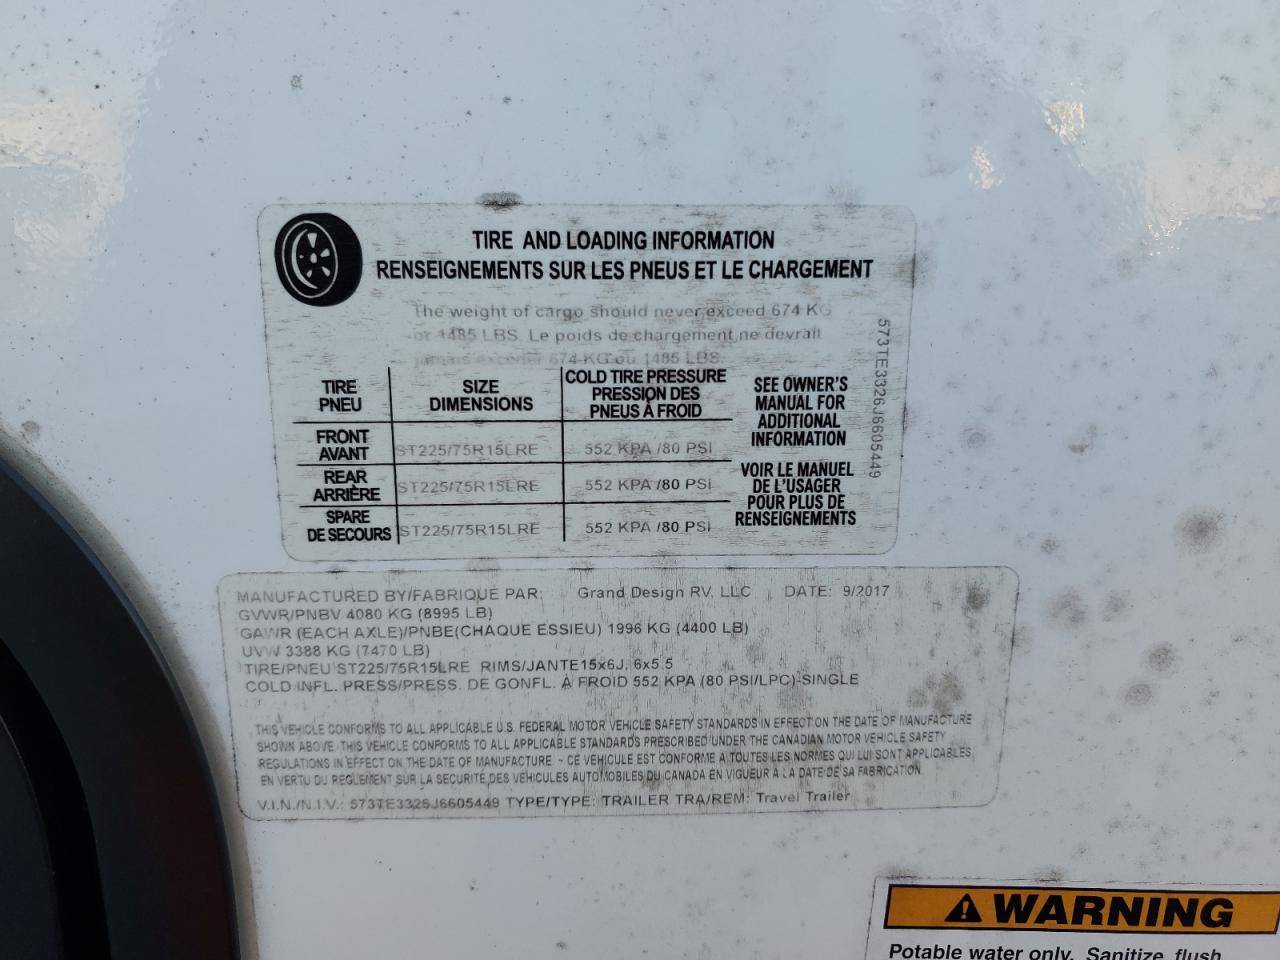 TIRE AND LOADING INFORMATION
RENSEIGNEMENTS SUR LES PNEUS ET LE CHARGEMENT
The weight of cargo should never exceed 674 KG
or 1485 LBS. Le poids de chargement ne devrait
jamais exceder 674 KG ou 1485 LBS.
TIRE PNEU SIZE DIMENSIONS COLD TIRE PRESSURE PRESSION DES PNEUS À FROID
FRONT AVANT ST225/75R15LRE 552 KPA /80 PSI
REAR ARRIÈRE ST225/75R15LRE 552 KPA /80 PSI
SPARE DE SECOURS ST225/75R15LRE 552 KPA /80 PSI
SEE OWNER'S
MANUAL FOR
ADDITIONAL
INFORMATION
VOIR LE MANUEL
DE L'USAGER
POUR PLUS DE
RENSEIGNEMENTS
573TE3326J6605449
MANUFACTURED BY/FABRIQUE PAR: Grand Design RV, LLC DATE: 9/2017
GVWR/PNBV 4080 KG (8995 LB)
GAWR (EACH AXLE)/PNBE(CHAQUE ESSIEU) 1996 KG (4400 LB)
UVW 3388 KG (7470 LB)
TIRE/PNEU ST225/75R15LRE RIMS/JANTE15x6J, 6x5.5
COLD INFL. PRESS/PRESS. DE GONFL. À FROID 552 KPA (80 PSI/LPC)-SINGLE
THIS VEHICLE CONFORMS TO ALL APPLICABLE U.S. FEDERAL MOTOR VEHICLE SAFETY STANDARDS IN EFFECT ON THE DATE OF MANUFACTURE
SHOWN ABOVE. THIS VEHICLE CONFORMS TO ALL APPLICABLE STANDARDS PRESCRIBED UNDER THE CANADIAN MOTOR VEHICLE SAFETY
REGULATIONS IN EFFECT ON THE DATE OF MANUFACTURE - CE VEHICULE EST CONFORME A TOUTES LES NORMES QUI LUI SONT APPLICABLES
EN VERTU DU REGLEMENT SUR LA SECURITE DES VEHICULES AUTOMOBILES DU CANADA EN VIGUEUR À LA DATE DE SA FABRICATION
V.I.N./N.I.V.: 573TE3326J6605449 TYPE/TYPE: TRAILER TRA/REM: Travel Trailer
WARNING
Potable water only. Sanitize, flush